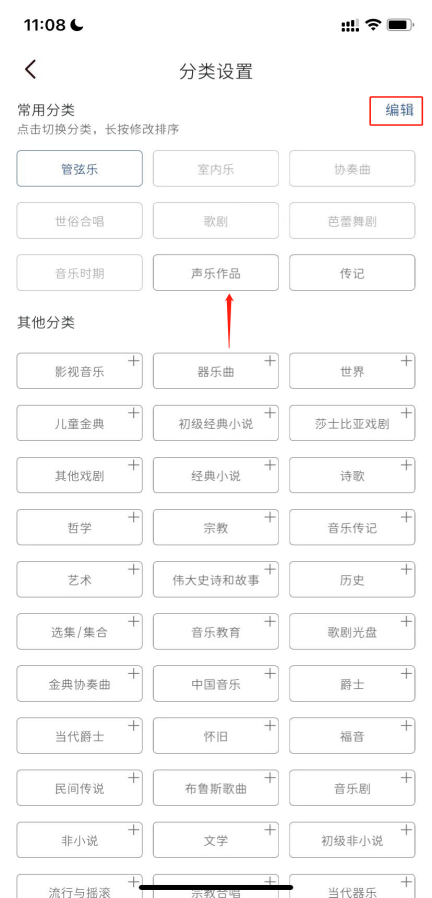 11:08
分类设置
常用分类
编辑
点击切换分类，长按修改排序
管弦乐
室内乐
协奏曲
世俗合唱
歌剧
芭蕾舞剧
音乐时期
声乐作品
传记
其他分类
影视音乐
器乐曲
世界
儿童金典
初级经典小说
莎士比亚戏剧
其他戏剧
经典小说
诗歌
哲学
宗教
音乐传记
艺术
伟大史诗和故事
历史
选集/集合
音乐教育
歌剧光盘
金典协奏曲
中国音乐
爵士
当代爵士
怀旧
福音
民间传说
布鲁斯歌曲
音乐剧
非小说
文学
初级非小说
流行与摇滚
宗教合唱
当代器乐